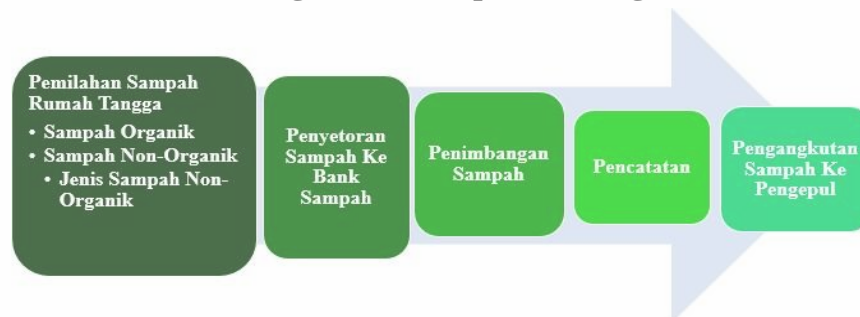 Pemilahan Sampah
Rumah Tangga
• Sampah Organik
• Sampah Non-Organik
• Jenis Sampah Non-
Organik
Penyetoran
Sampah Ke
Bank
Sampah
Penimbangan
Sampah
Pencatatan
Pengangkutan
Sampah Ke
Pengepul